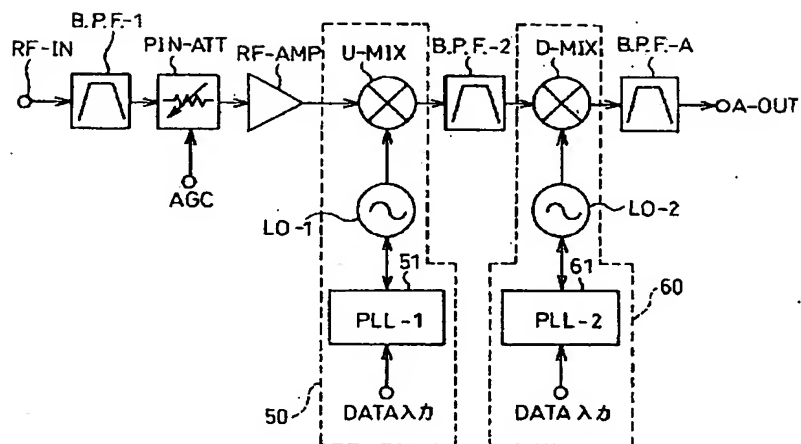 B.P.F.-1
RF-IN
PIN-ATT
RF-AMP
U-MIX
B.P.F.-2
D-MIX
B.P.F.-A
A-OUT
AGC
LO-1
LO-2
51
61
PLL-1
PLL-2
60
50
DATA入力
DATA入力